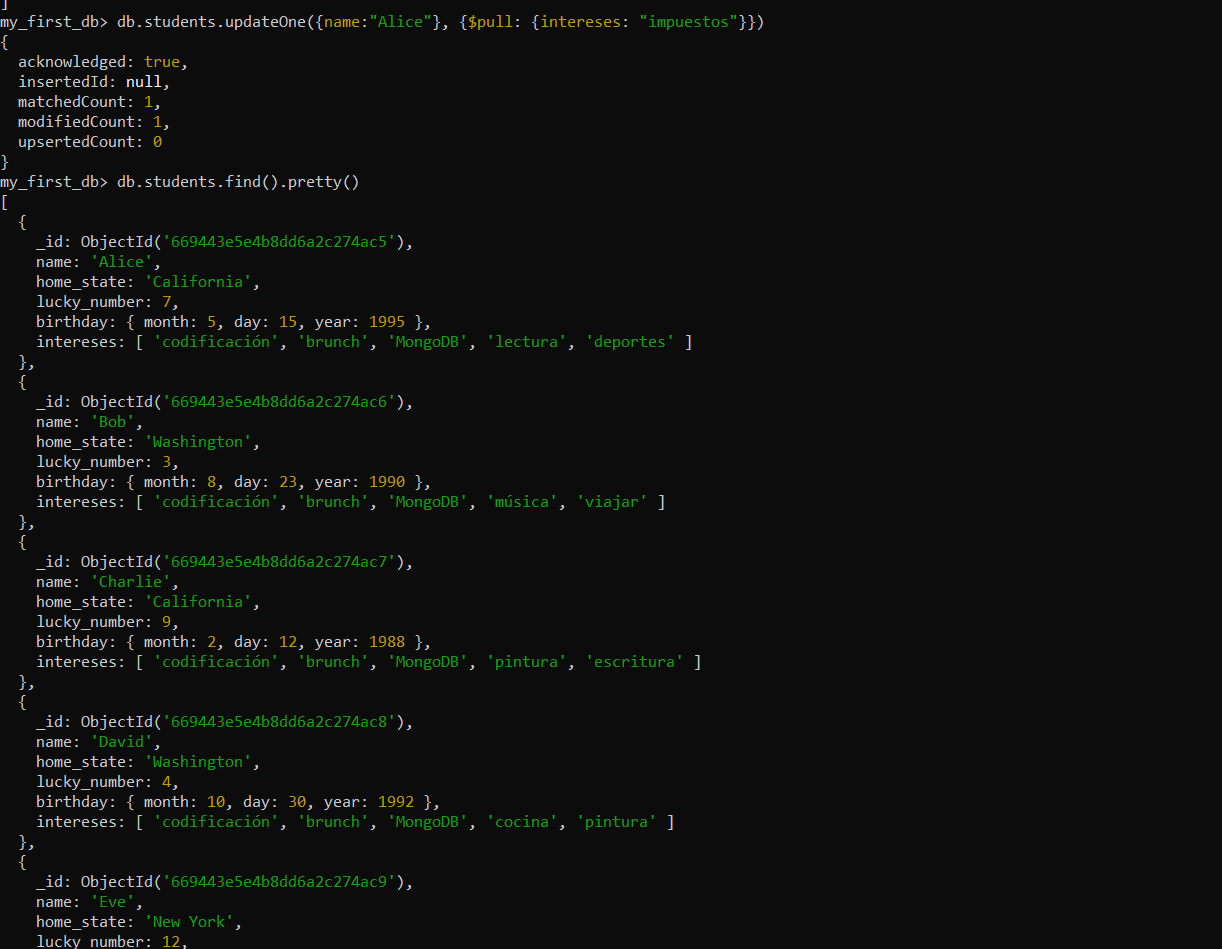 ]
my_first_db> db.students.updateOne({name:"Alice"}, {$pull: {intereses: "impuestos"}})
{
  acknowledged: true,
  insertedId: null,
  matchedCount: 1,
  modifiedCount: 1,
  upsertedCount: 0
}
my_first_db> db.students.find().pretty()
[
  {
    _id: ObjectId('669443e5e4b8dd6a2c274ac5'),
    name: 'Alice',
    home_state: 'California',
    lucky_number: 7,
    birthday: { month: 5, day: 15, year: 1995 },
    intereses: [ 'codificación', 'brunch', 'MongoDB', 'lectura', 'deportes' ]
  },
  {
    _id: ObjectId('669443e5e4b8dd6a2c274ac6'),
    name: 'Bob',
    home_state: 'Washington',
    lucky_number: 3,
    birthday: { month: 8, day: 23, year: 1990 },
    intereses: [ 'codificación', 'brunch', 'MongoDB', 'música', 'viajar' ]
  },
  {
    _id: ObjectId('669443e5e4b8dd6a2c274ac7'),
    name: 'Charlie',
    home_state: 'California',
    lucky_number: 9,
    birthday: { month: 2, day: 12, year: 1988 },
    intereses: [ 'codificación', 'brunch', 'MongoDB', 'pintura', 'escritura' ]
  },
  {
    _id: ObjectId('669443e5e4b8dd6a2c274ac8'),
    name: 'David',
    home_state: 'Washington',
    lucky_number: 4,
    birthday: { month: 10, day: 30, year: 1992 },
    intereses: [ 'codificación', 'brunch', 'MongoDB', 'cocina', 'pintura' ]
  },
  {
    _id: ObjectId('669443e5e4b8dd6a2c274ac9'),
    name: 'Eve',
    home_state: 'New York',
    lucky_number: 12,